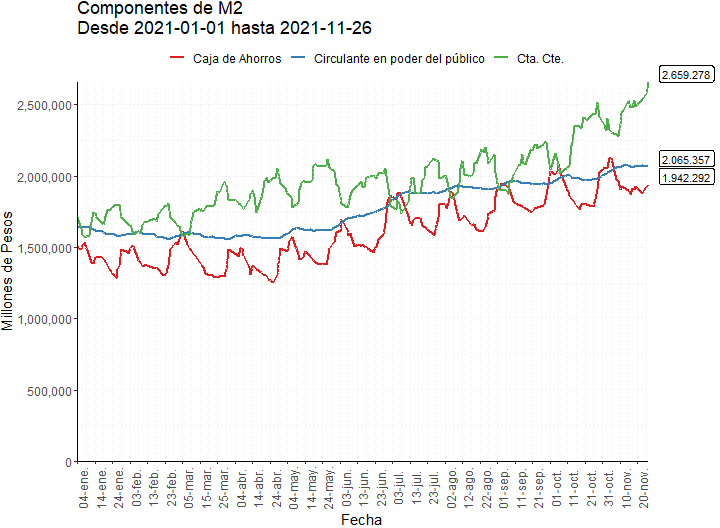 Componentes de M2
Desde 2021-01-01 hasta 2021-11-26
Caja de Ahorros Circulante en poder del público Cta. Cte.
2.659.278
2,500,000
2.065.357
2,000,000
1.942.292
1,500,000
1,000,000
500,000
0
Millones de Pesos
04-ene.
14-ene.
24-ene.
03-feb.
13-feb.
23-feb.
05-mar.
15-mar.
25-mar.
04-abr.
14-abr.
24-abr.
04-may.
14-may.
24-may.
03-jun.
13-jun.
23-jun.
03-jul.
13-jul.
23-jul.
02-ago.
12-ago.
22-ago.
01-sep.
11-sep.
21-sep.
01-oct.
11-oct.
21-oct.
31-oct.
10-nov.
20-nov.
Fecha